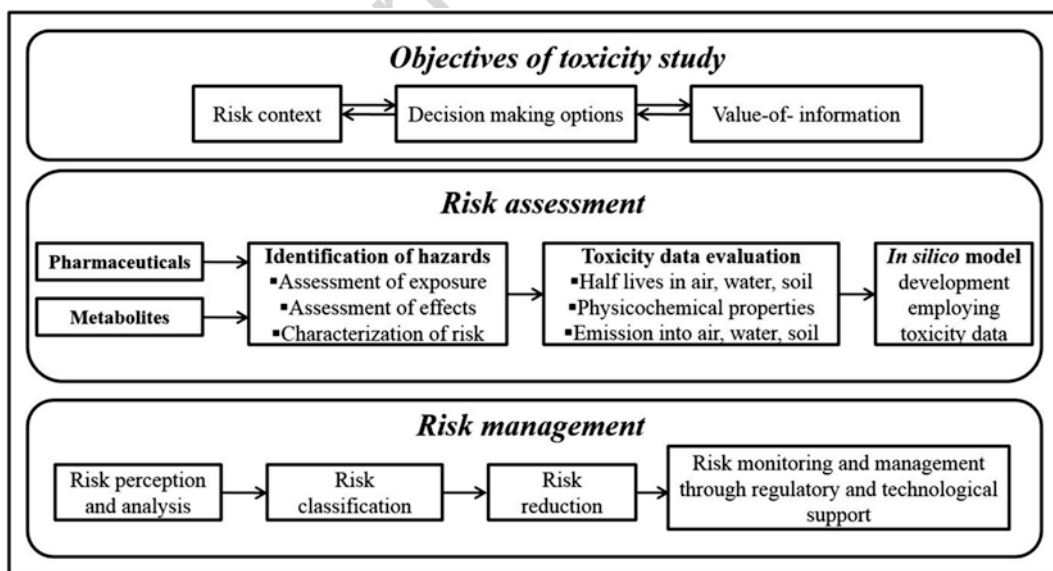 Objectives of toxicity study
Risk context
Decision making options
Value-of- information
Risk assessment
Pharmaceuticals
Metabolites
Identification of hazards
▪Assessment of exposure
▪Assessment of effects
▪Characterization of risk
Toxicity data evaluation
▪Half lives in air, water, soil
▪Physicochemical properties
▪Emission into air, water, soil
In silico model
development
employing
toxicity data
Risk management
Risk perception
and analysis
Risk
classification
Risk
reduction
Risk monitoring and management
through regulatory and technological
support